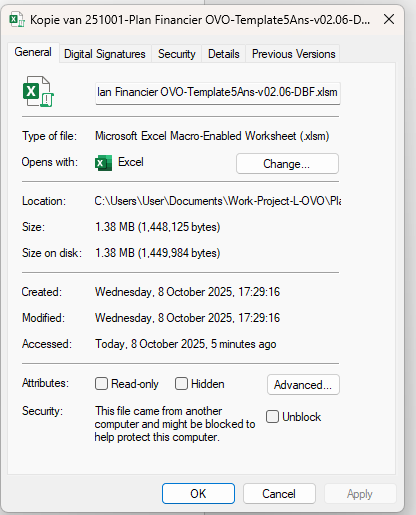 Kopie van 251001-Plan Financier OVO-Template5Ans-v02.06-D...
General Digital Signatures Security Details Previous Versions
lan Financier OVO-Template5Ans-v02.06-DBF.xlsm
Type of file: Microsoft Excel Macro-Enabled Worksheet (.xlsm)
Opens with: Excel Change...
Location: C:\Users\User\Documents\Work-Project-L-OVO\Pla
Size: 1.38 MB (1,448,125 bytes)
Size on disk: 1.38 MB (1,449,984 bytes)
Created: Wednesday, 8 October 2025, 17:29:16
Modified: Wednesday, 8 October 2025, 17:29:16
Accessed: Today, 8 October 2025, 5 minutes ago
Attributes: Read-only Hidden Advanced...
Security: This file came from another
computer and might be blocked to
help protect this computer.
Unblock
OK Cancel Apply